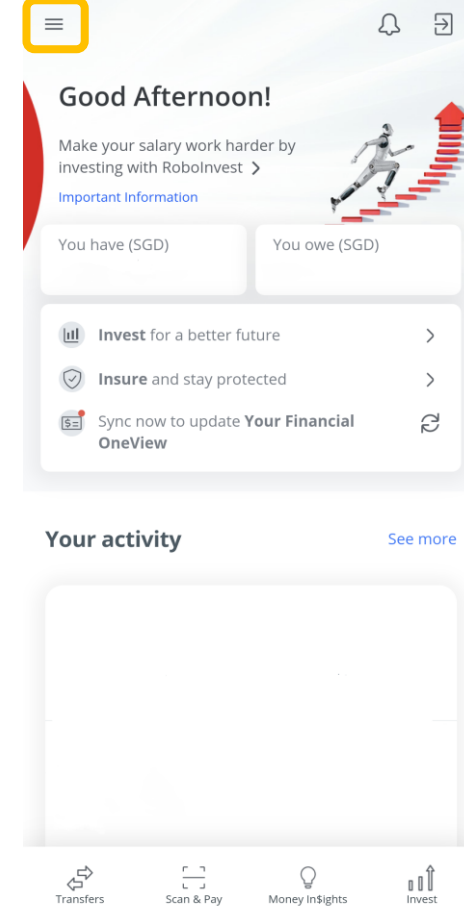 Good Afternoon!
Make your salary work harder by
investing with RoboInvest
Important Information
You have (SGD)
You owe (SGD)
Invest for a better future
Insure and stay protected
Sync now to update Your Financial
OneView
Your activity
See more
Transfers
Scan & Pay
Money In$ights
Invest